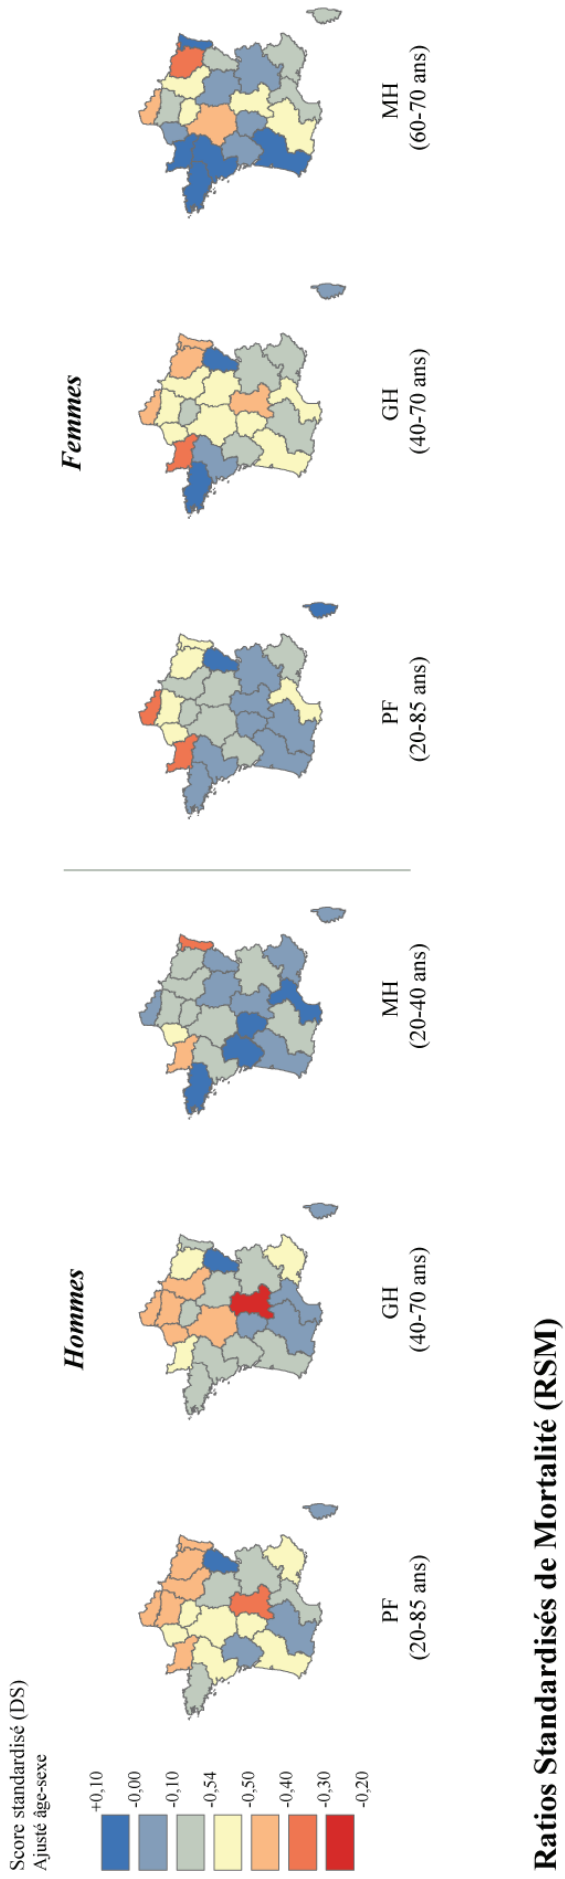 Score standardisé (DS)
Ajusté âge-sexe
+0,10
-0,00
-0,10
-0,54
-0,50
-0,40
-0,30
-0,20
Hommes
PF
(20-85 ans)
GH
(40-70 ans)
MH
(20-40 ans)
Femmes
PF
(20-85 ans)
GH
(40-70 ans)
MH
(60-70 ans)
Ratios Standardisés de Mortalité (RSM)